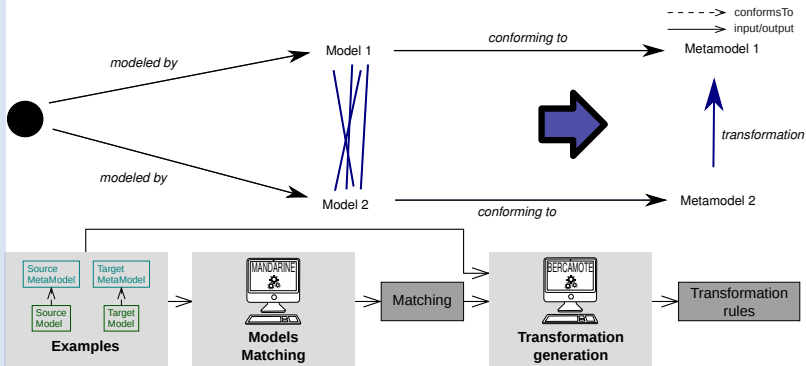 conformsTo
input/output
Model 1
conforming to
Metamodel 1
modeled by
transformation
modeled by
Model 2
conforming to
Metamodel 2
Source
MetaModel
Target
MetaModel
Source
Model
Target
Model
Examples
MANDARINE
Models
Matching
Matching
BERGAMOTE
Transformation
generation
Transformation
rules